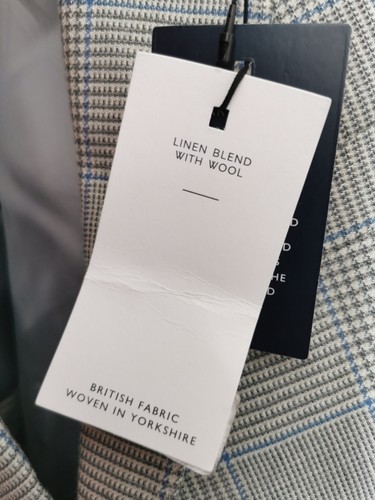 LINEN BLEND
WITH WOOL
BRITISH FABRIC
WOVEN IN YORKSHIRE